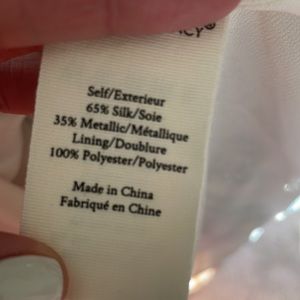 Self/Exterieur
65% Silk/Soie
35% Metallic/Métallique
Lining/Doublure
100% Polyester/Polyester
Made in China
Fabriqué en Chine